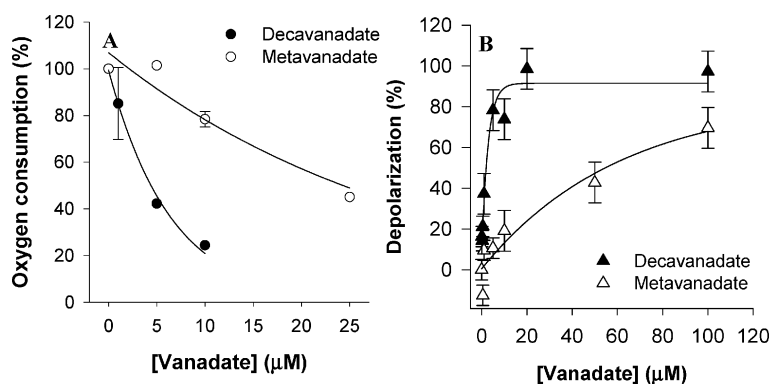 A
Decavanadate
Metavanadate
Oxygen consumption (%)
120
100
80
60
40
20
0
0 5 10 15 20 25
[Vanadate] (μM)
B
Depolarization (%)
120
100
80
60
40
20
0
Decavanadate
Metavanadate
0 20 40 60 80 100 120
[Vanadate] (μM)